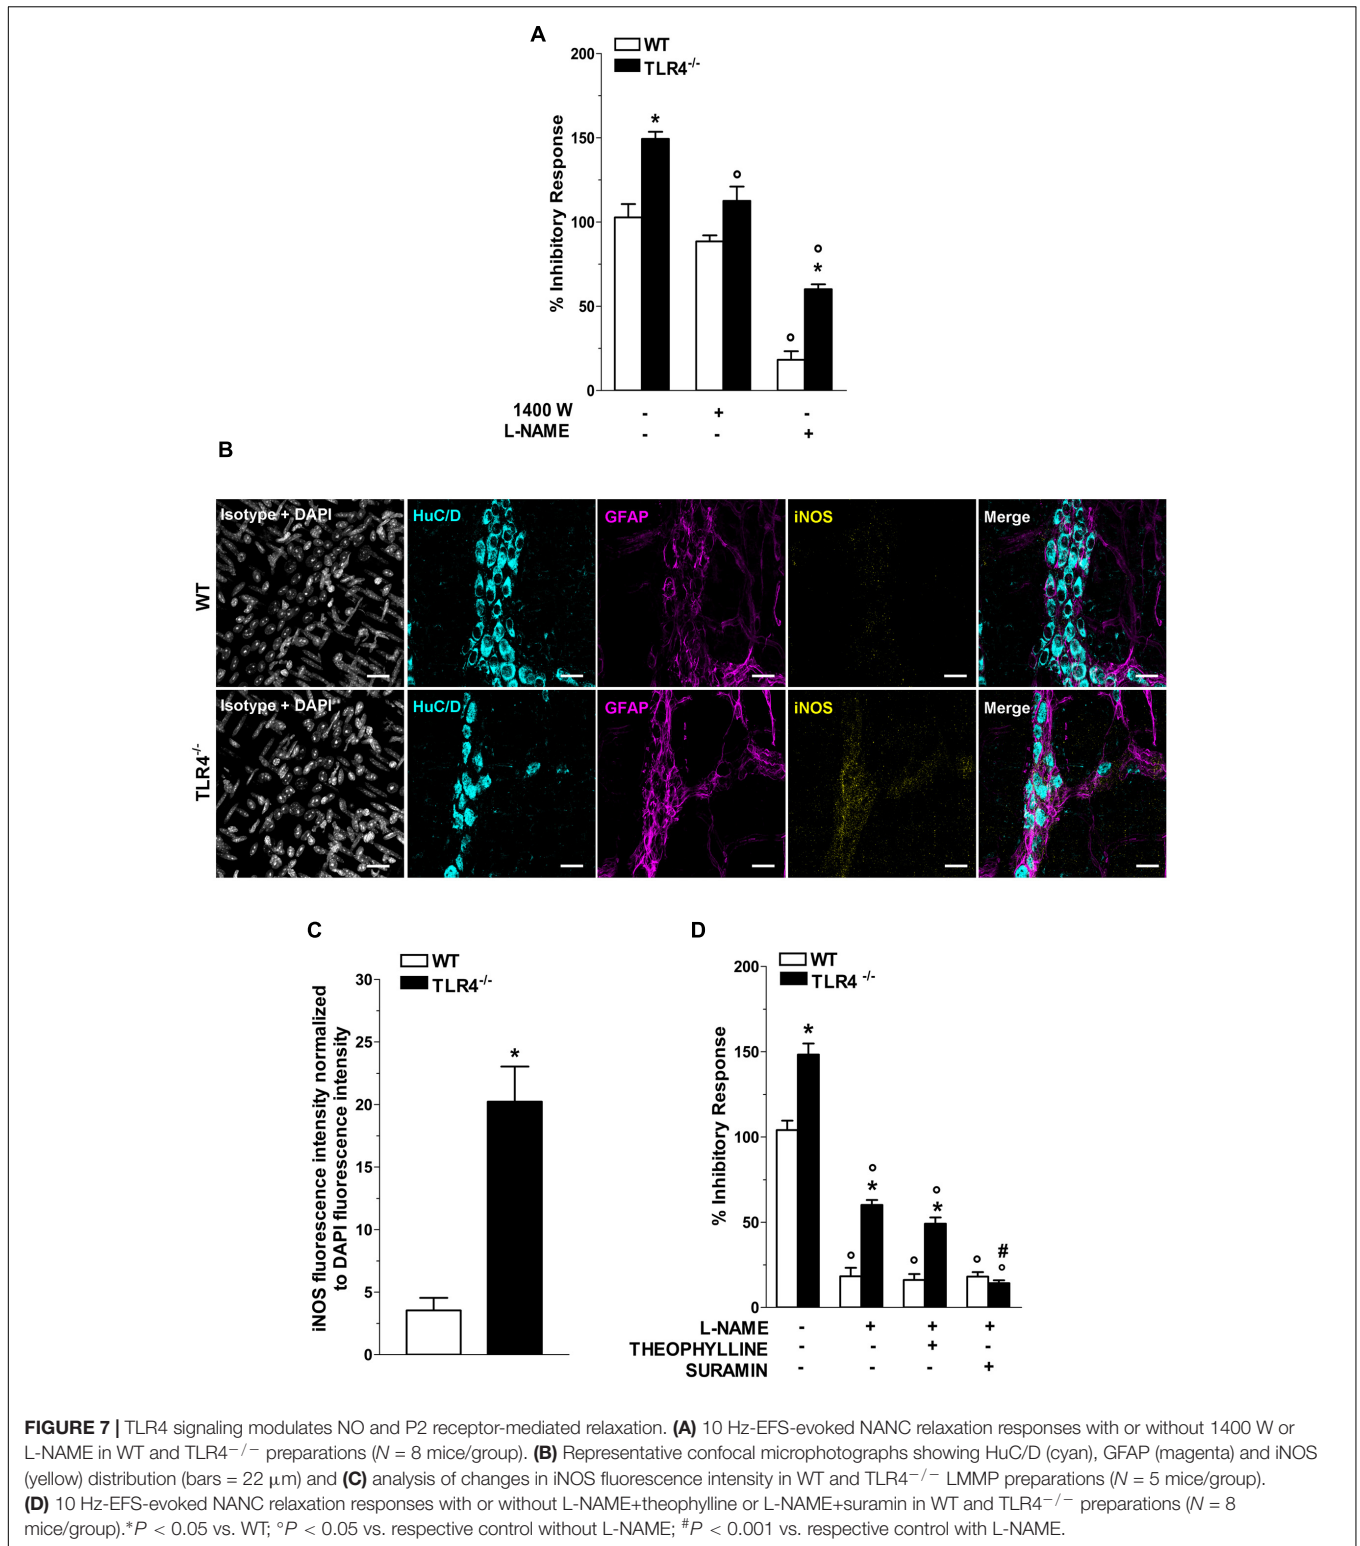 A
WT
TLR4-/-
% Inhibitory Response
200
150
100
50
0
*
°
°
°
*
1400 W - + -
L-NAME - - +
B
WT
Isotype + DAPI
HuC/D
GFAP
iNOS
Merge
TLR4-/-
Isotype + DAPI
HuC/D
GFAP
iNOS
Merge
C
WT
TLR4-/-
iNOS fluorescence intensity normalized
to DAPI fluorescence intensity
30
25
20
15
10
5
0
*
D
WT
TLR4 -/-
% Inhibitory Response
200
150
100
50
0
*
°
°
*
°
°
*
°
#
°
L-NAME - + + +
THEOPHYLLINE - - + -
SURAMIN - - - +
FIGURE 7 | TLR4 signaling modulates NO and P2 receptor-mediated relaxation. (A) 10 Hz-EFS-evoked NANC relaxation responses with or without 1400 W or
L-NAME in WT and TLR4−/− preparations (N = 8 mice/group). (B) Representative confocal microphotographs showing HuC/D (cyan), GFAP (magenta) and iNOS
(yellow) distribution (bars = 22 μm) and (C) analysis of changes in iNOS fluorescence intensity in WT and TLR4−/− LMMP preparations (N = 5 mice/group).
(D) 10 Hz-EFS-evoked NANC relaxation responses with or without L-NAME+theophylline or L-NAME+suramin in WT and TLR4−/− preparations (N = 8
mice/group).*P < 0.05 vs. WT; °P < 0.05 vs. respective control without L-NAME; #P < 0.001 vs. respective control with L-NAME.